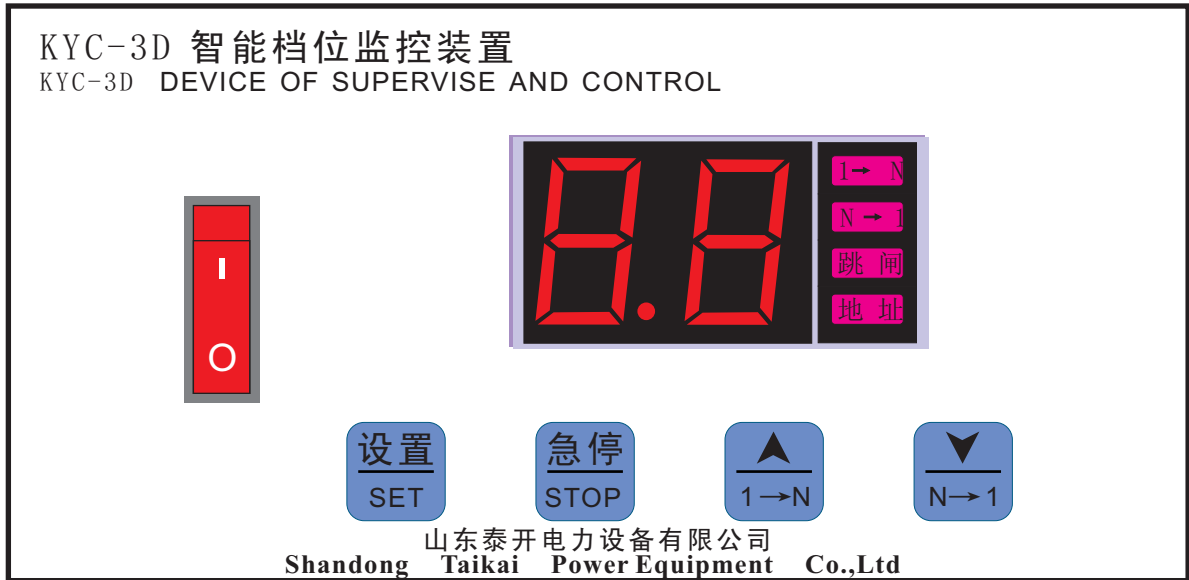 KYC-3D 智能档位监控装置
KYC-3D DEVICE OF SUPERVISE AND CONTROL
8.8
1→ N
N → 1
跳 闸
地 址
I
O
设置
SET
急停
STOP
1→N
N→1
山东泰开电力设备有限公司
Shandong Taikai Power Equipment Co.,Ltd